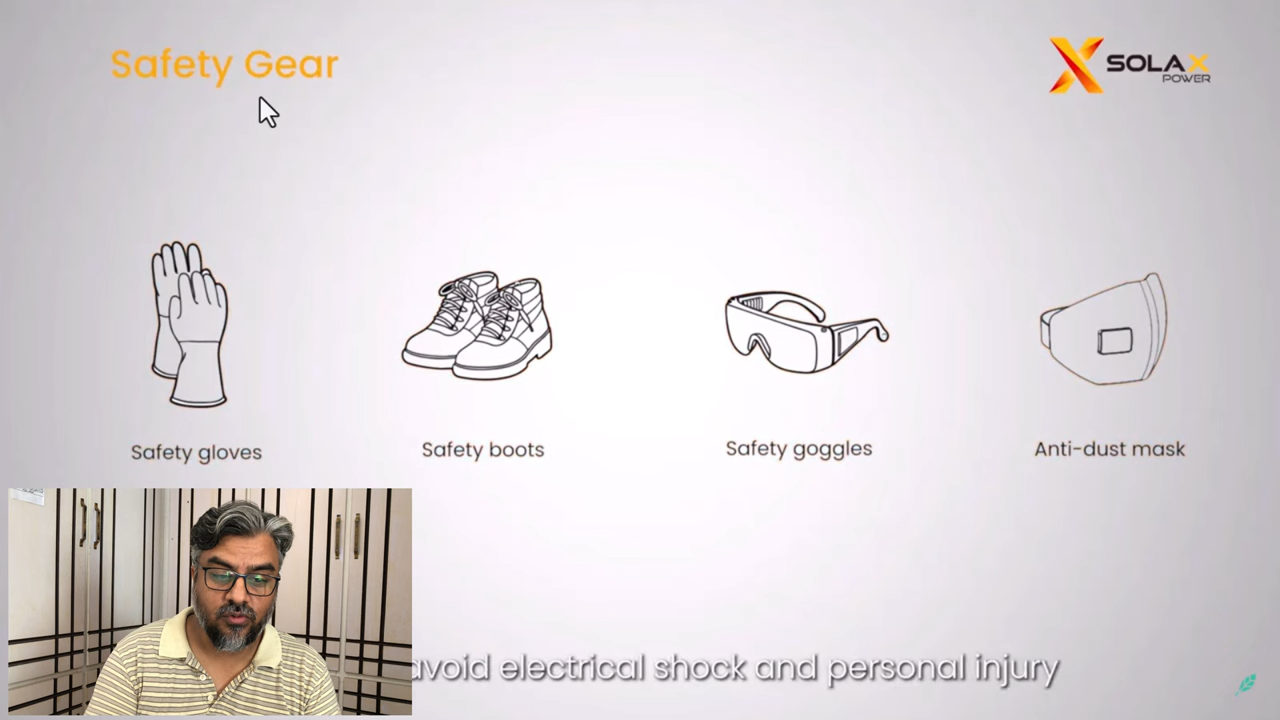 Safety Gear
SOLAX
POWER
Safety gloves
Safety boots
Safety goggles
Anti-dust mask
avoid electrical shock and personal injury